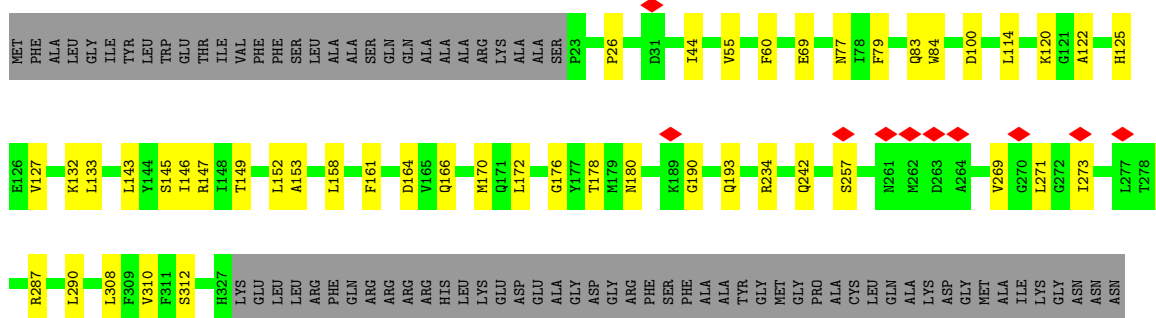 MET PHE ALA LEU GLY ILE TYR LEU TRP GLU THR ILE VAL PHE PHE SER LEU ALA ALA SER GLN GLN ALA ALA ALA ARG LYS ALA ALA SER P23 P26 D31 I44 V55 F60 E69 N77 I78 F79 Q83 W84 D100 L114 K120 G121 A122 H125
E126 V127 K132 L133 L143 Y144 S145 I146 R147 I148 T149 L152 A153 L158 F161 D164 V165 Q166 M170 Q171 L172 G176 Y177 T178 M179 N180 K189 G190 Q193 R234 Q242 S257 N261 M262 D263 A264 V269 G270 L271 G272 I273 L277 T278
R287 L290 L308 F309 V310 F311 S312 H327 LYS GLU LEU LEU ARG PHE GLN ARG ARG ARG ARG HIS LEU LYS GLU ASP GLU ALA GLY ASP GLY ARG PHE SER PHE ALA ALA TYR GLY MET GLY PRO ALA CYS LEU GLN ALA LYS ASP GLY MET ALA ILE LYS GLY ASN ASN ASN